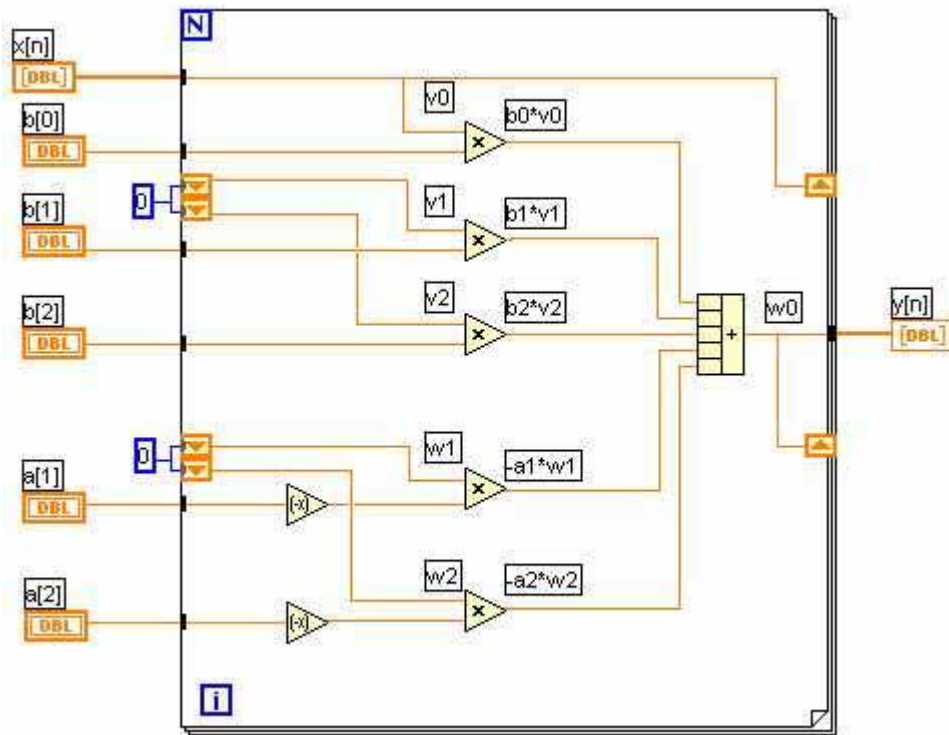 N
x[n]
[DBL]
v0
b0*v0
b[0]
DBL
×
0
b[1]
DBL
v1
b1*v1
×
b[2]
DBL
v2
b2*v2
×
+
w0
y[n]
[DBL]
0
a[1]
DBL
(-x)
w1
-a1*w1
×
a[2]
DBL
(-x)
w2
-a2*w2
×
i